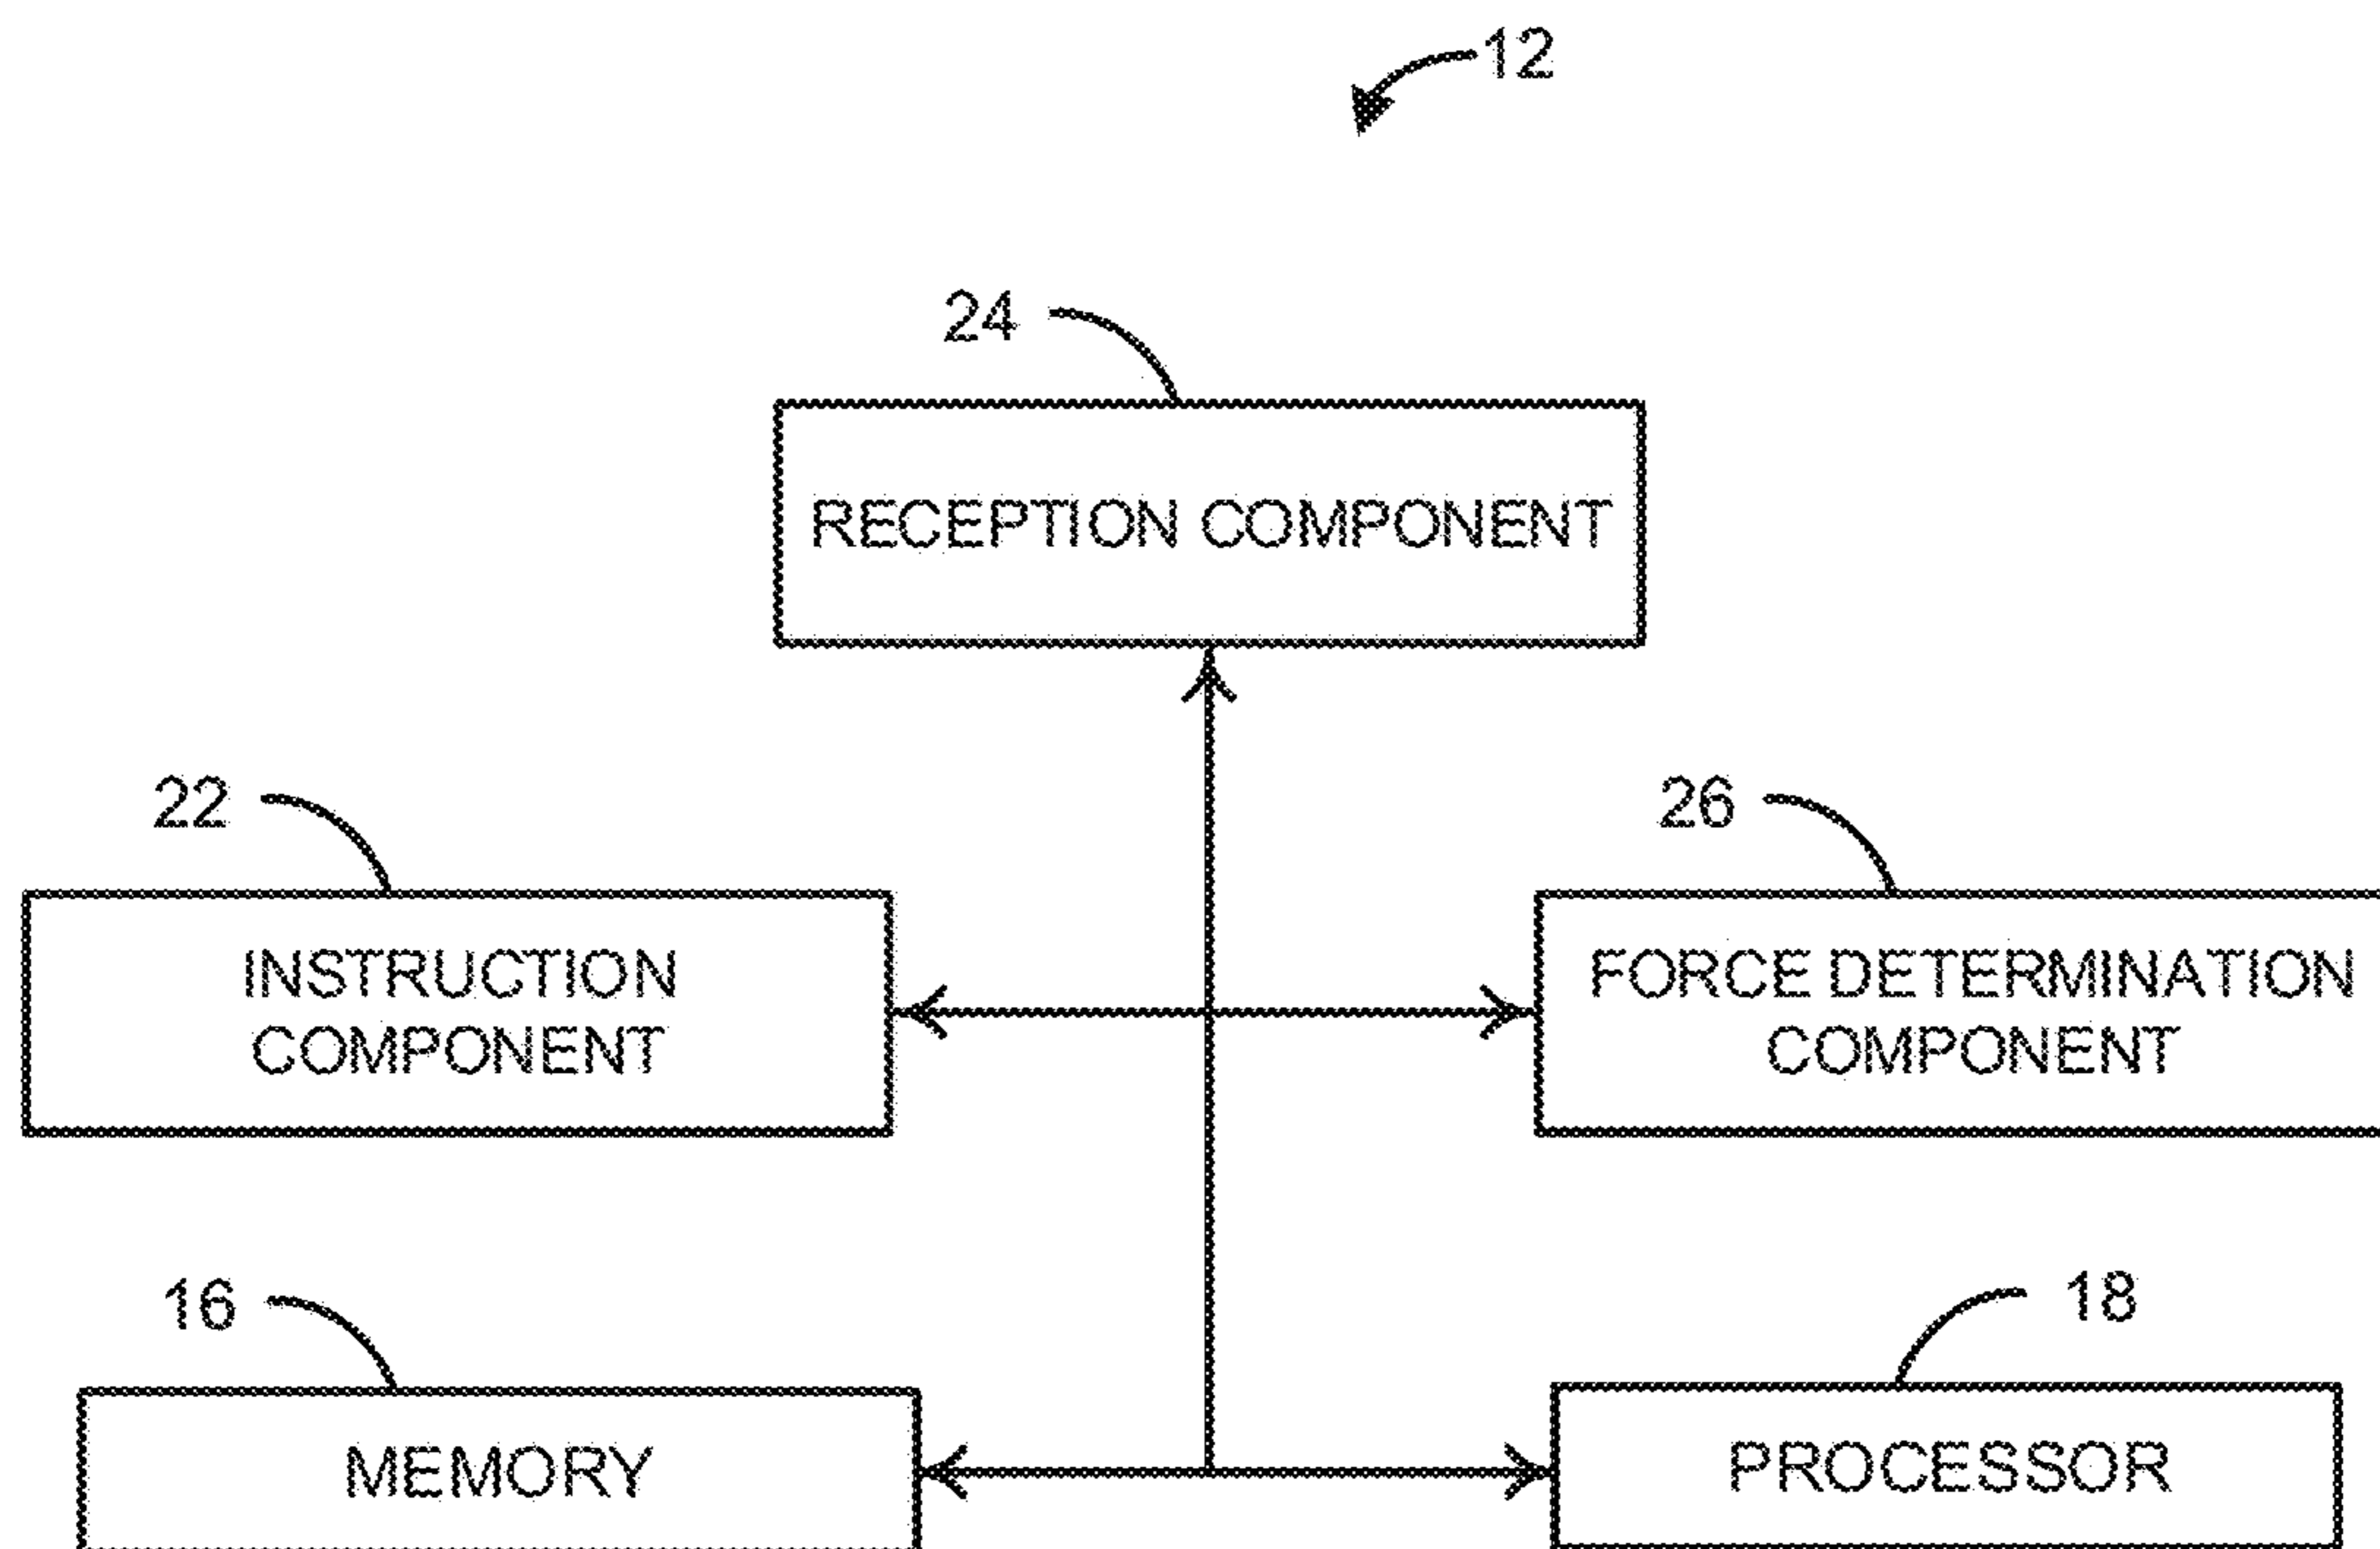 12
24
RECEPTION COMPONENT
22
26
INSTRUCTION
COMPONENT
FORCE DETERMINATION
COMPONENT
16
18
MEMORY
PROCESSOR